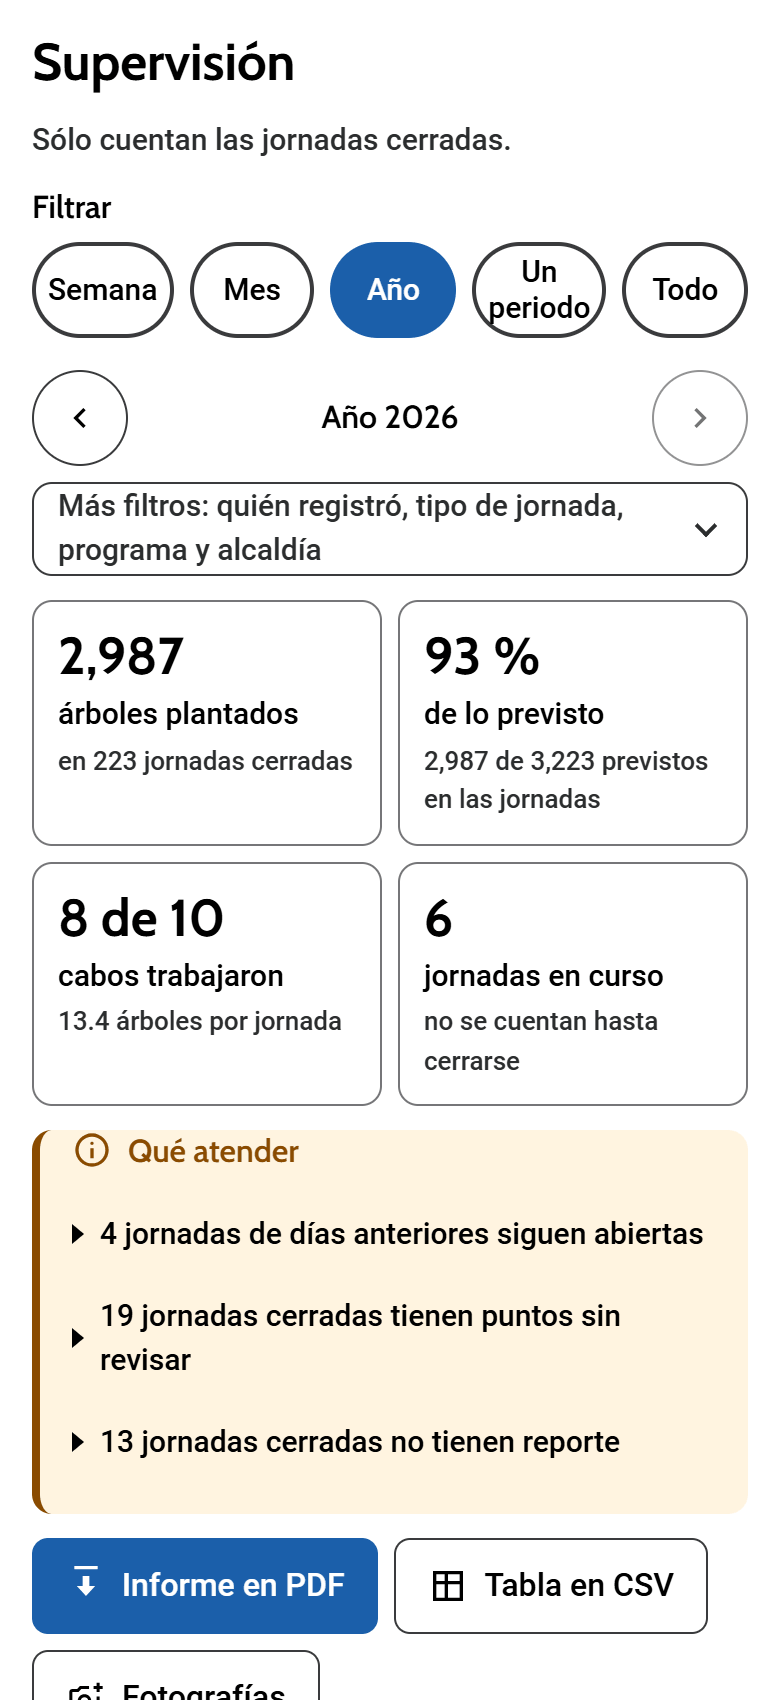 Supervisión
Sólo cuentan las jornadas cerradas.
Filtrar
Semana
Mes
Año
Un
periodo
Todo
Año 2026
Más filtros: quién registró, tipo de jornada,
programa y alcaldía
2,987
árboles plantados
en 223 jornadas cerradas
93 %
de lo previsto
2,987 de 3,223 previstos
en las jornadas
8 de 10
cabos trabajaron
13.4 árboles por jornada
6
jornadas en curso
no se cuentan hasta
cerrarse
Qué atender
4 jornadas de días anteriores siguen abiertas
19 jornadas cerradas tienen puntos sin
revisar
13 jornadas cerradas no tienen reporte
Informe en PDF
Tabla en CSV
Fotografías